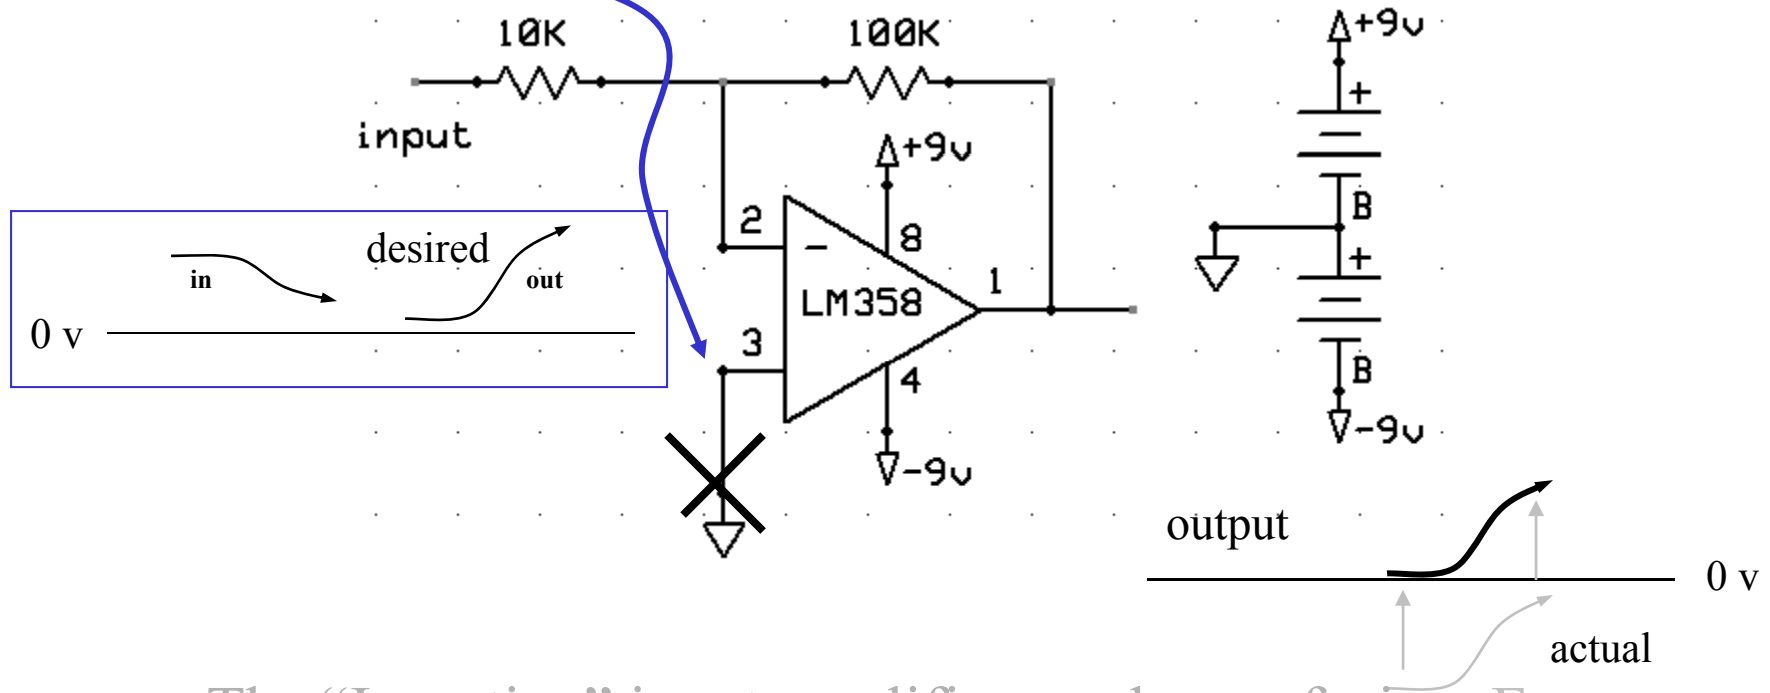 10K
100K
+9v
input
+9v
+
B
+
B
-9v
desired
in
out
0 v
2
-
8
1
LM358
3
4
-9v
output
0 v
actual